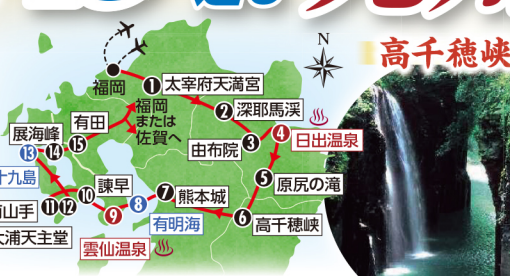 高千穂峡
N
福岡
1 太宰府天満宮
2 深耶馬渓
3 由布院
4 日出温泉
5 原尻の滝
6 高千穂峡
7 熊本城
8 有明海
9 雲仙温泉
10 諫早
11 12 大浦天主堂
南山手
13 十九島
14 展海峰
15 有田
福岡
または
佐賀へ